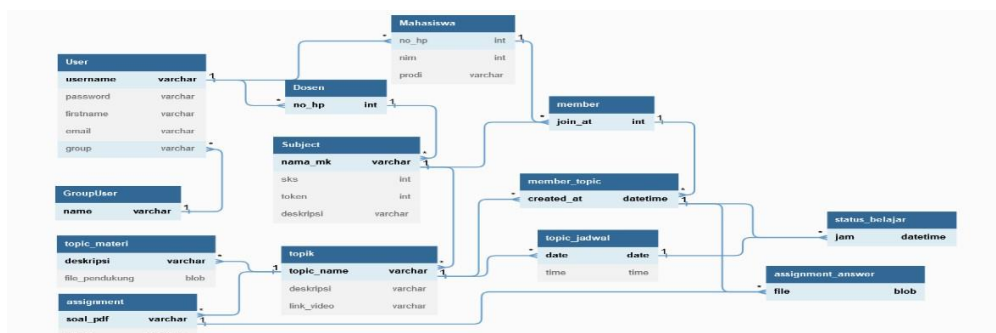 Mahasiswa
no_hp int
nim int
prodi varchar
User
username varchar
password varchar
firstname varchar
email varchar
group varchar
Dosen
no_hp int
member
join_at int
Subject
nama_mk varchar
sks int
token int
deskripsi varchar
GroupUser
name varchar
member_topic
created_at datetime
status_belajar
jam datetime
topic_materi
deskripsi varchar
file_pendukung blob
topik
topic_name varchar
deskripsi varchar
link_video varchar
topic_jadwal
date date
time time
assignment_answer
file blob
assignment
soal_pdf varchar